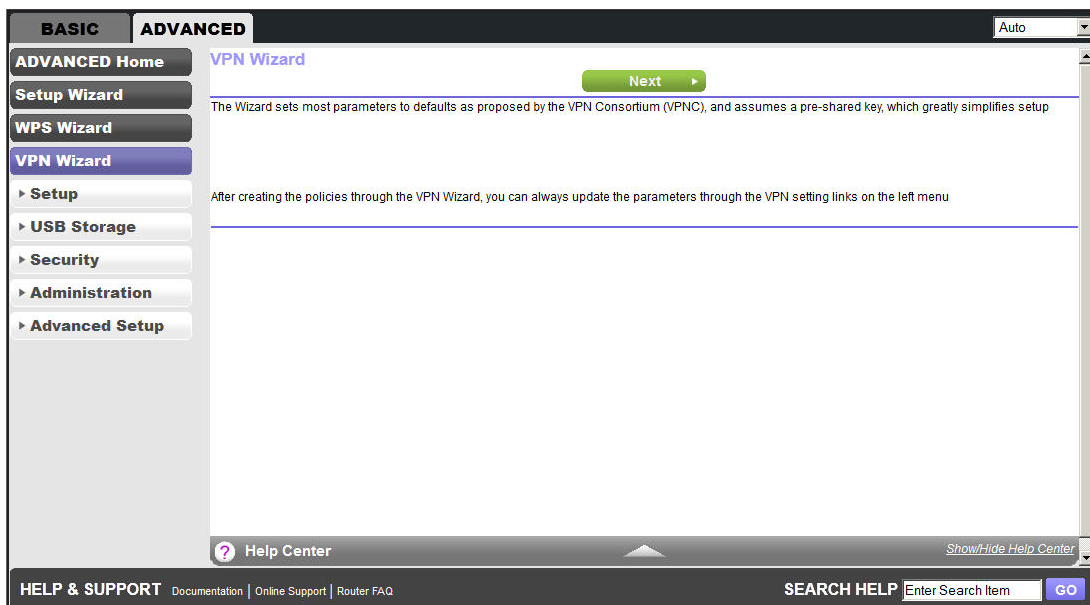 BASIC
ADVANCED
Auto
ADVANCED Home
Setup Wizard
WPS Wizard
VPN Wizard
Setup
USB Storage
Security
Administration
Advanced Setup
VPN Wizard
Next
The Wizard sets most parameters to defaults as proposed by the VPN Consortium (VPNC), and assumes a pre-shared key, which greatly simplifies setup
After creating the policies through the VPN Wizard, you can always update the parameters through the VPN setting links on the left menu
? Help Center
Show/Hide Help Center
HELP & SUPPORT Documentation | Online Support | Router FAQ
SEARCH HELP Enter Search Item GO